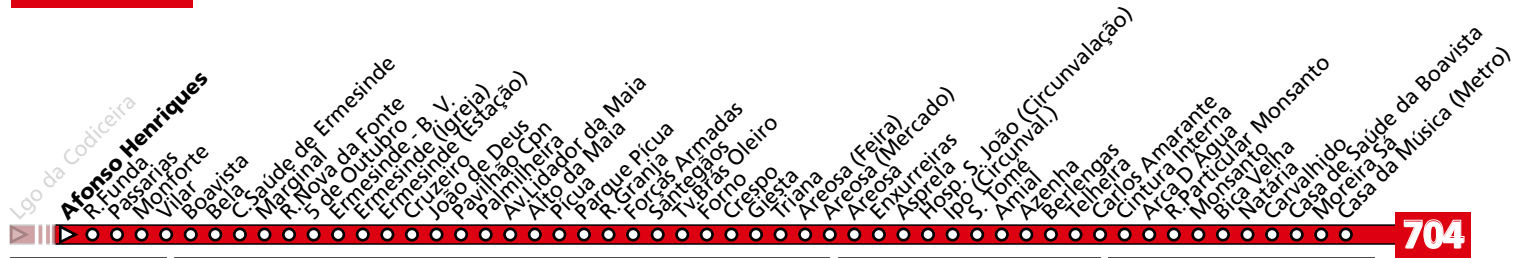 Lgo da Codiceira
Afonso Henriques
R.Funda
Passarias
Monforte
Vilar
Boavista
Bela
C.Saúde de Ermesinde
Marginal
R.Nova da Fonte
5 de Outubro
Ermesinde - B. V.
Ermesinde (Igreja)
Ermesinde (Estação)
Cruzeiro
João de Deus
Pavilhão Cpn
Palmilheira
Av.Lidador da Maia
Alto da Maia
Pícua
Parque Pícua
R.Granja
Forças Armadas
Santegãos
Tv.Brás Oleiro
Forno
Crespo
Giesta
Triana
Areosa (Feira)
Areosa (Mercado)
Areosa
Enxurreiras
Asprela
Hosp. S. João (Circunvalação)
Ipo (Circunval.)
S. Tomé
Amial
Azenha
Berlengas
Telheira
Carlos Amarante
Cintura Interna
Arca D´Água
R.Particular Monsanto
Monsanto
Bica Velha
Natária
Carvalhido
Casa de Saúde da Boavista
Moreira Sá
Casa da Música (Metro)
704